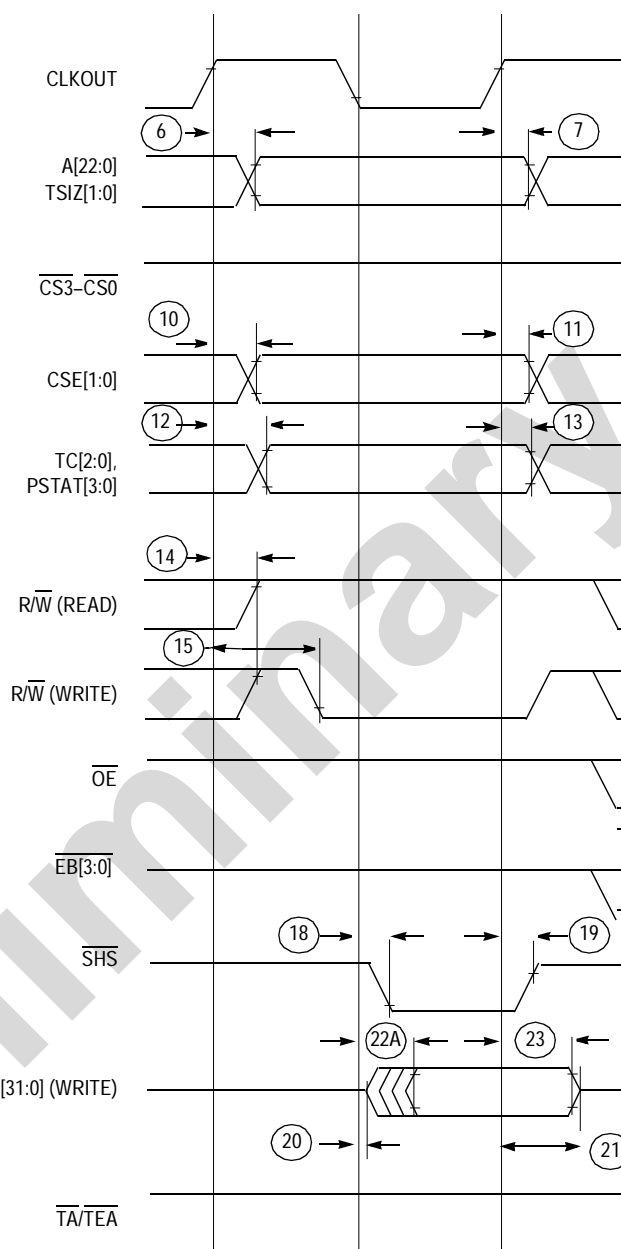 CLKOUT
6
7
A[22:0]
TSIZ[1:0]
CS3–CS0
10
11
CSE[1:0]
12
13
TC[2:0],
PSTAT[3:0]
14
R/W (READ)
15
R/W (WRITE)
OE
EB[3:0]
18
19
SHS
22A
23
[31:0] (WRITE)
20
21
TA/TEA
iminary